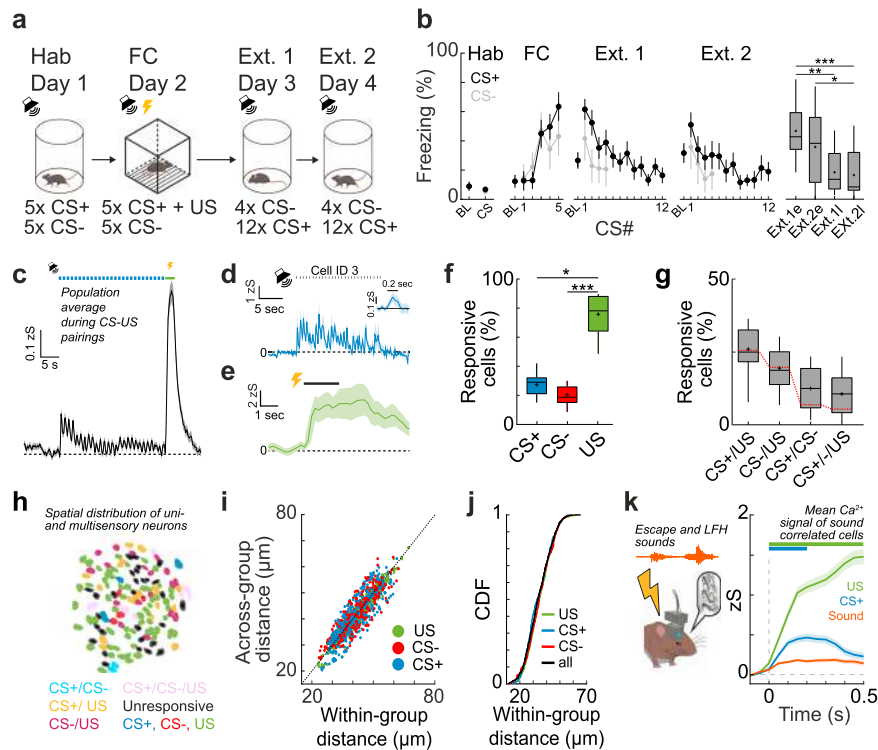 a
Hab
Day 1
FC
Day 2
Ext. 1
Day 3
Ext. 2
Day 4
5x CS+
5x CS-
5x CS+ + US
5x CS-
4x CS-
12x CS+
4x CS-
12x CS+
b
100
0
Freezing (%)
Hab
CS+
CS-
FC
Ext. 1
Ext. 2
***
**
*
BL
CS
BL 1
5
BL 1
12
BL 1
12
CS#
Ext.1e
Ext.2e
Ext.1l
EXt.2l
c
Population
average
during CS-US
pairings
0.1 zS
5 s
d
Cell ID 3
1 zS
5 sec
0.2 sec
0
e
2 zS
1 sec
0
f
100
0
Responsive
cells (%)
*
***
CS+
CS-
US
g
50
0
Responsive
cells (%)
CS+/US
CS-/US
CS+/CS-
CS+/-/US
h
Spatial distribution of uni-
and multisensory neurons
CS+/CS-
CS+/CS-/US
CS+/ US
Unresponsive
CS-/US
CS+, CS-, US
i
80
20
Across-group
distance (µm)
US
CS-
CS+
20
80
Within-group
distance (µm)
j
1
0
CDF
US
CS+
CS-
all
20
70
Within-group
distance (µm)
k
Escape and LFH
sounds
Mean Ca²⁺
signal of sound
correlated cells
2
0
zS
US
CS+
Sound
0
0.5
Time (s)